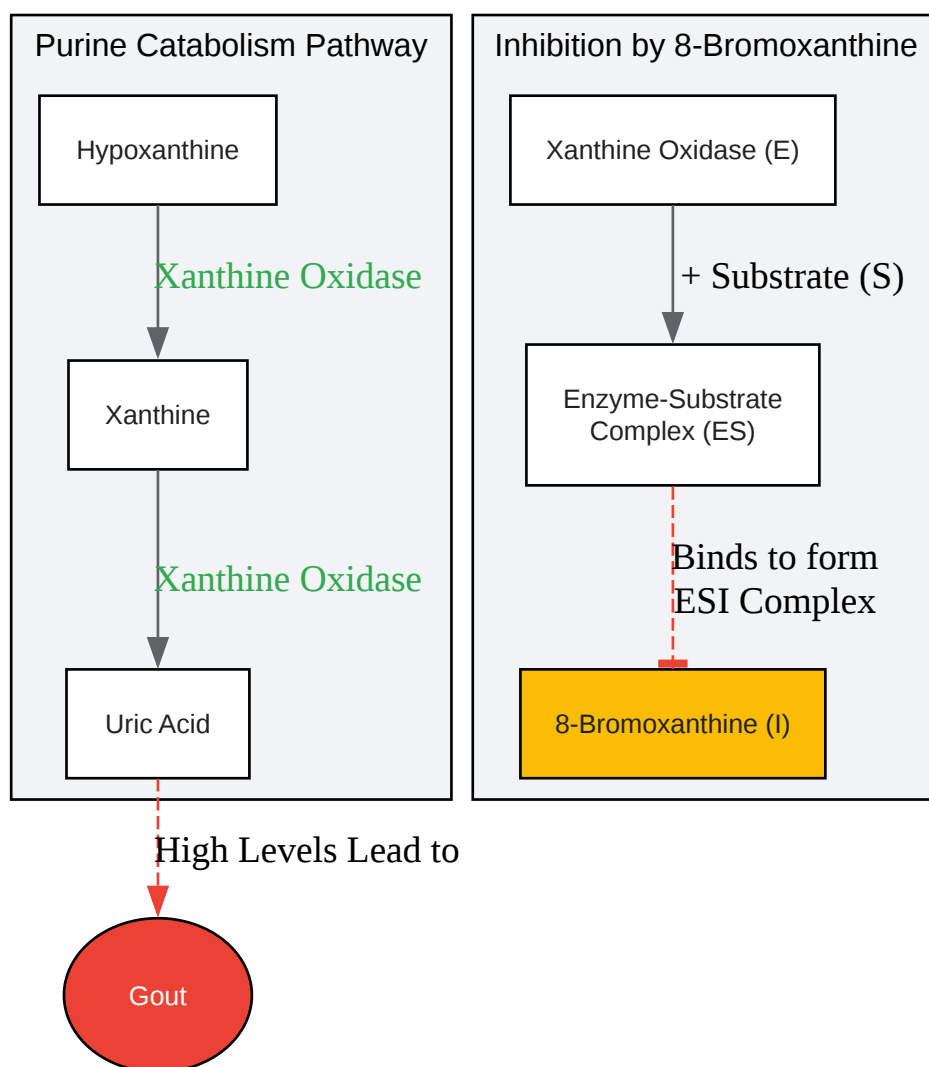 Purine Catabolism Pathway
Hypoxanthine
Xanthine Oxidase
Xanthine
Xanthine Oxidase
Uric Acid
High Levels Lead to
Gout
Inhibition by 8-Bromoxanthine
Xanthine Oxidase (E)
+ Substrate (S)
Enzyme-Substrate
Complex (ES)
Binds to form
ESI Complex
8-Bromoxanthine (I)